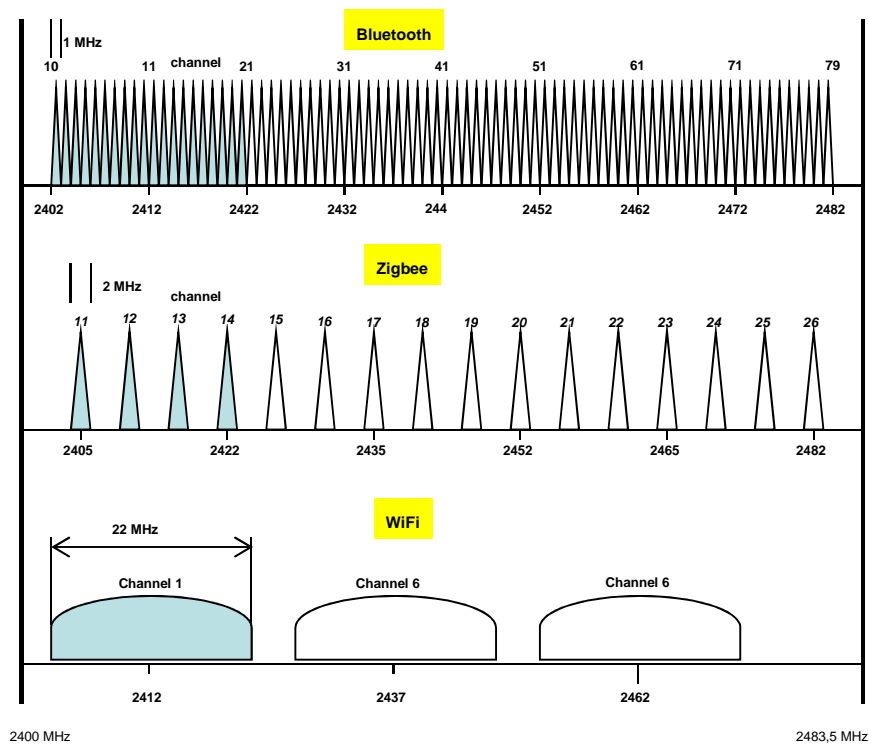 Bluetooth
1 MHz
10 11 channel 21 31 41 51 61 71 79
2402 2412 2422 2432 244 2452 2462 2472 2482
Zigbee
2 MHz
channel
11 12 13 14 15 16 17 18 19 20 21 22 23 24 25 26
2405 2422 2435 2452 2465 2482
WiFi
22 MHz
Channel 1 Channel 6 Channel 6
2412 2437 2462
2400 MHz 2483,5 MHz